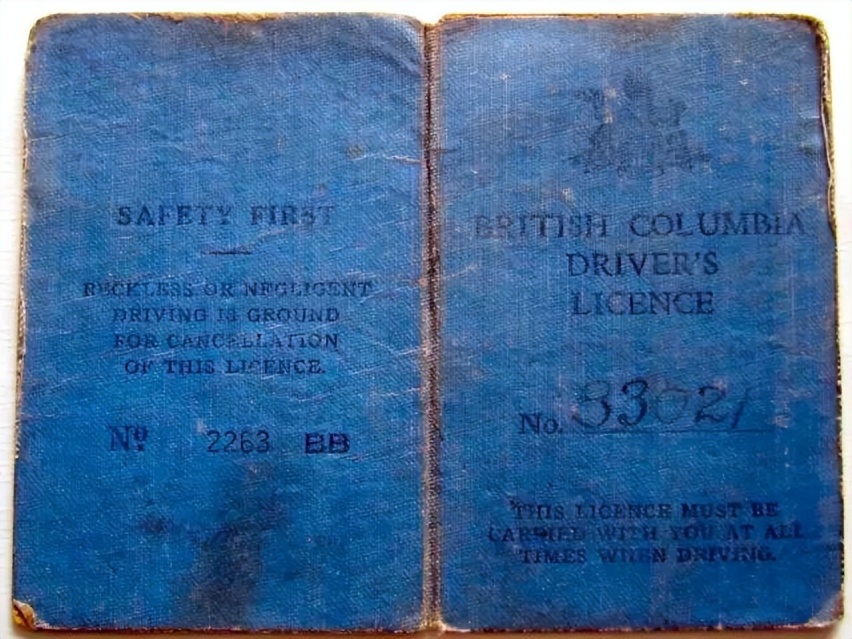 SAFETY FIRST
RECKLESS OR NEGLIGENT
DRIVING IS GROUND
FOR CANCELLATION
OF THIS LICENCE.
Nº 2263 BB
BRITISH COLUMBIA
DRIVER'S
LICENCE
No. 33621
THIS LICENCE MUST BE
CARRIED WITH YOU AT ALL
TIMES WHEN DRIVING.